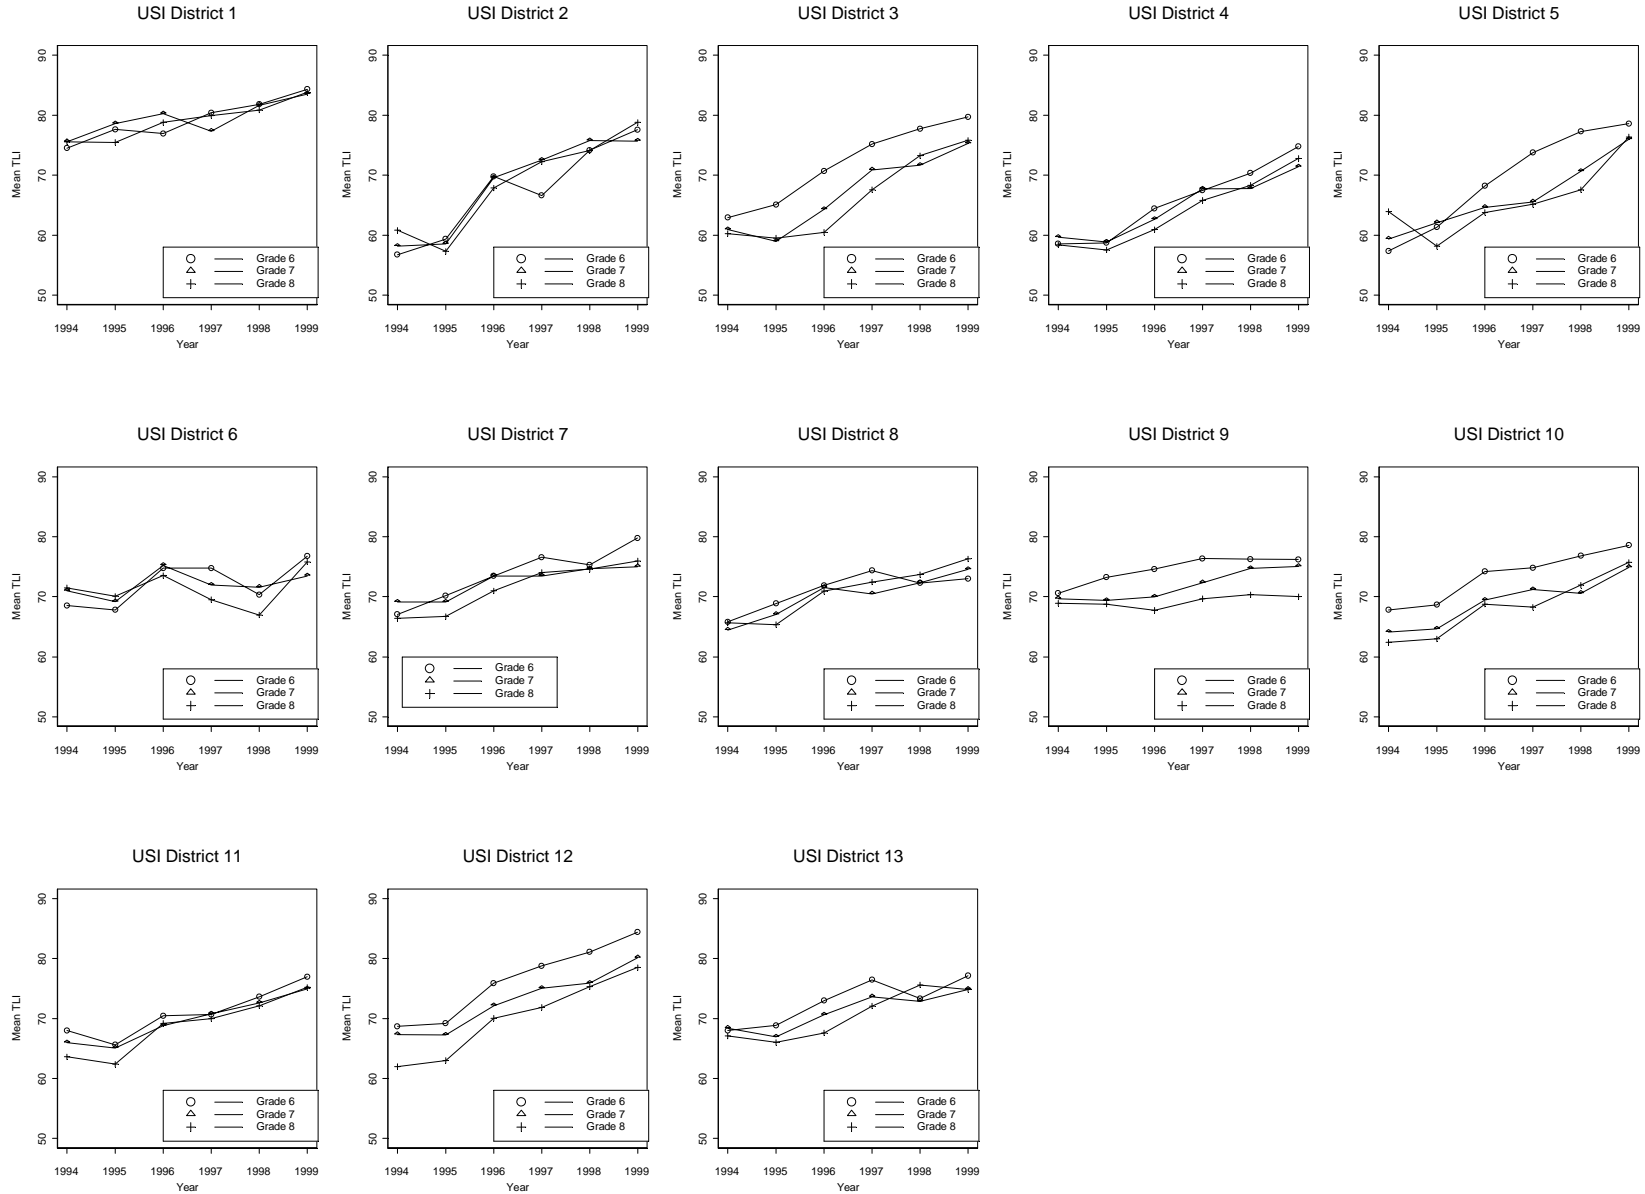 USI District 1
Mean TLI
90
80
70
60
50
Grade 6
Grade 7
Grade 8
1994 1995 1996 1997 1998 1999
Year
USI District 2
Mean TLI
90
80
70
60
50
Grade 6
Grade 7
Grade 8
1994 1995 1996 1997 1998 1999
Year
USI District 3
Mean TLI
90
80
70
60
50
Grade 6
Grade 7
Grade 8
1994 1995 1996 1997 1998 1999
Year
USI District 4
Mean TLI
90
80
70
60
50
Grade 6
Grade 7
Grade 8
1994 1995 1996 1997 1998 1999
Year
USI District 5
Mean TLI
90
80
70
60
50
Grade 6
Grade 7
Grade 8
1994 1995 1996 1997 1998 1999
Year
USI District 6
Mean TLI
90
80
70
60
50
Grade 6
Grade 7
Grade 8
1994 1995 1996 1997 1998 1999
Year
USI District 7
Mean TLI
90
80
70
60
50
Grade 6
Grade 7
Grade 8
1994 1995 1996 1997 1998 1999
Year
USI District 8
Mean TLI
90
80
70
60
50
Grade 6
Grade 7
Grade 8
1994 1995 1996 1997 1998 1999
Year
USI District 9
Mean TLI
90
80
70
60
50
Grade 6
Grade 7
Grade 8
1994 1995 1996 1997 1998 1999
Year
USI District 10
Mean TLI
90
80
70
60
50
Grade 6
Grade 7
Grade 8
1994 1995 1996 1997 1998 1999
Year
USI District 11
Mean TLI
90
80
70
60
50
Grade 6
Grade 7
Grade 8
1994 1995 1996 1997 1998 1999
Year
USI District 12
Mean TLI
90
80
70
60
50
Grade 6
Grade 7
Grade 8
1994 1995 1996 1997 1998 1999
Year
USI District 13
Mean TLI
90
80
70
60
50
Grade 6
Grade 7
Grade 8
1994 1995 1996 1997 1998 1999
Year